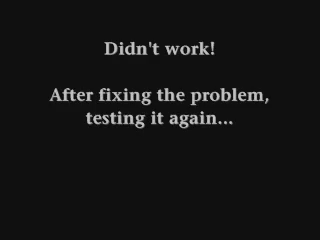 Didn't work!
After fixing the problem,
testing it again...